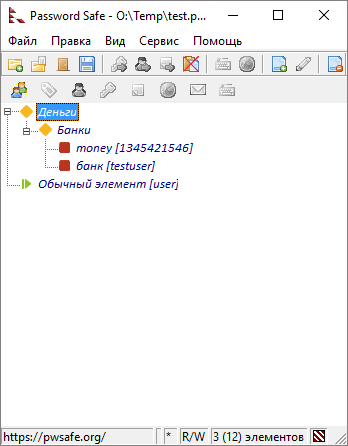 Password Safe - O:\Temp\test.p...
Файл Правка Вид Сервис Помощь
Деньги
Банки
money [1345421546]
банк [testuser]
Обычный элемент [user]
https://pwsafe.org/ * R/W 3 (12) элементов